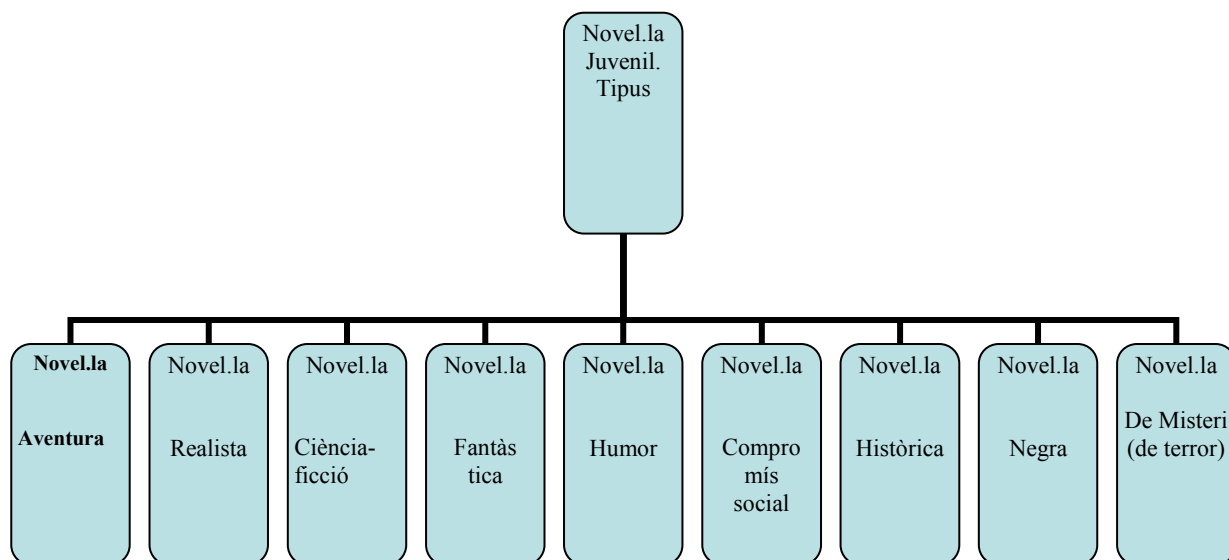 Novel.la
Juvenil.
Tipus
Novel.la
Aventura
Novel.la
Realista
Novel.la
Ciència-
ficció
Novel.la
Fantàs
tica
Novel.la
Humor
Novel.la
Compro
mís
social
Novel.la
Històrica
Novel.la
Negra
Novel.la
De Misteri
(de terror)